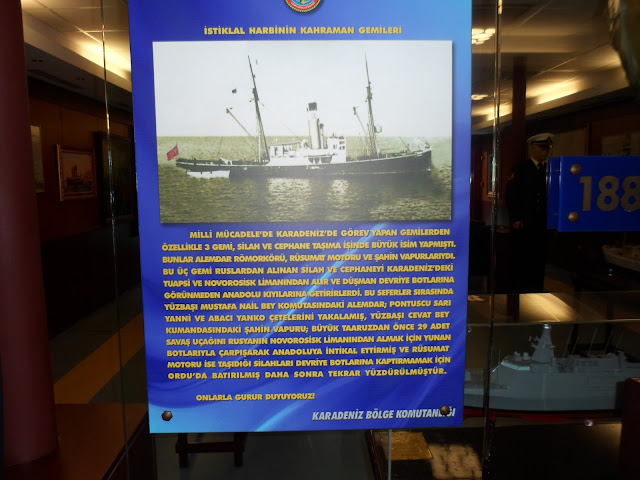 İSTİKLAL HARBİNİN KAHRAMAN GEMİLERİ
MİLLİ MÜCADELE'DE KARADENİZ'DE GÖREV YAPAN GEMİLERDEN
ÖZELLİKLE 3 GEMİ, SİLAH VE CEPHANE TAŞIMA İŞİNDE BÜYÜK İSİM YAPMIŞTI.
BUNLAR ALEMDAR RÖMORKÖRÜ, RÜSUMAT MOTORU VE ŞAHİN VAPURLARIYDI.
BU ÜÇ GEMİ RUSLARDAN ALINAN SİLAH VE CEPHANEYİ KARADENİZ'DEKİ
TUAPSİ VE NOVOROSİSK LİMANINDAN ALIR VE DÜŞMAN DEVRİYE BOTLARINA
GÖRÜNMEDEN ANADOLU KIYILARINA GETİRİRLERDİ. BU SEFERLER SIRASINDA
YÜZBAŞI MUSTAFA NAİL BEY KOMUTASINDAKİ ALEMDAR; PONTUSCU SARI
YANNİ VE ABACI YANKO ÇETELERİNİ YAKALAMIŞ, YÜZBAŞI CEVAT BEY
KUMANDASINDAKİ ŞAHİN VAPURU; BÜYÜK TAARUZDAN ÖNCE 29 ADET
SAVAŞ UÇAĞINI RUSYANIN NOVOROSİSK LİMANINDAN ALMAK İÇİN YUNAN
BOTLARIYLA ÇARPIŞARAK ANADOLUYA İNTİKAL ETTİRMİŞ VE RÜSUMAT
MOTORU İSE TAŞIDIĞI SİLAHLARI DEVRİYE BOTLARINA KAPTIRMAMAK İÇİN
ORDU'DA BATIRILMIŞ DAHA SONRA TEKRAR YÜZDÜRÜLMÜŞTÜR.
ONLARLA GURUR DUYUYORUZ!
KARADENİZ BÖLGE KOMUTANLIĞI
188